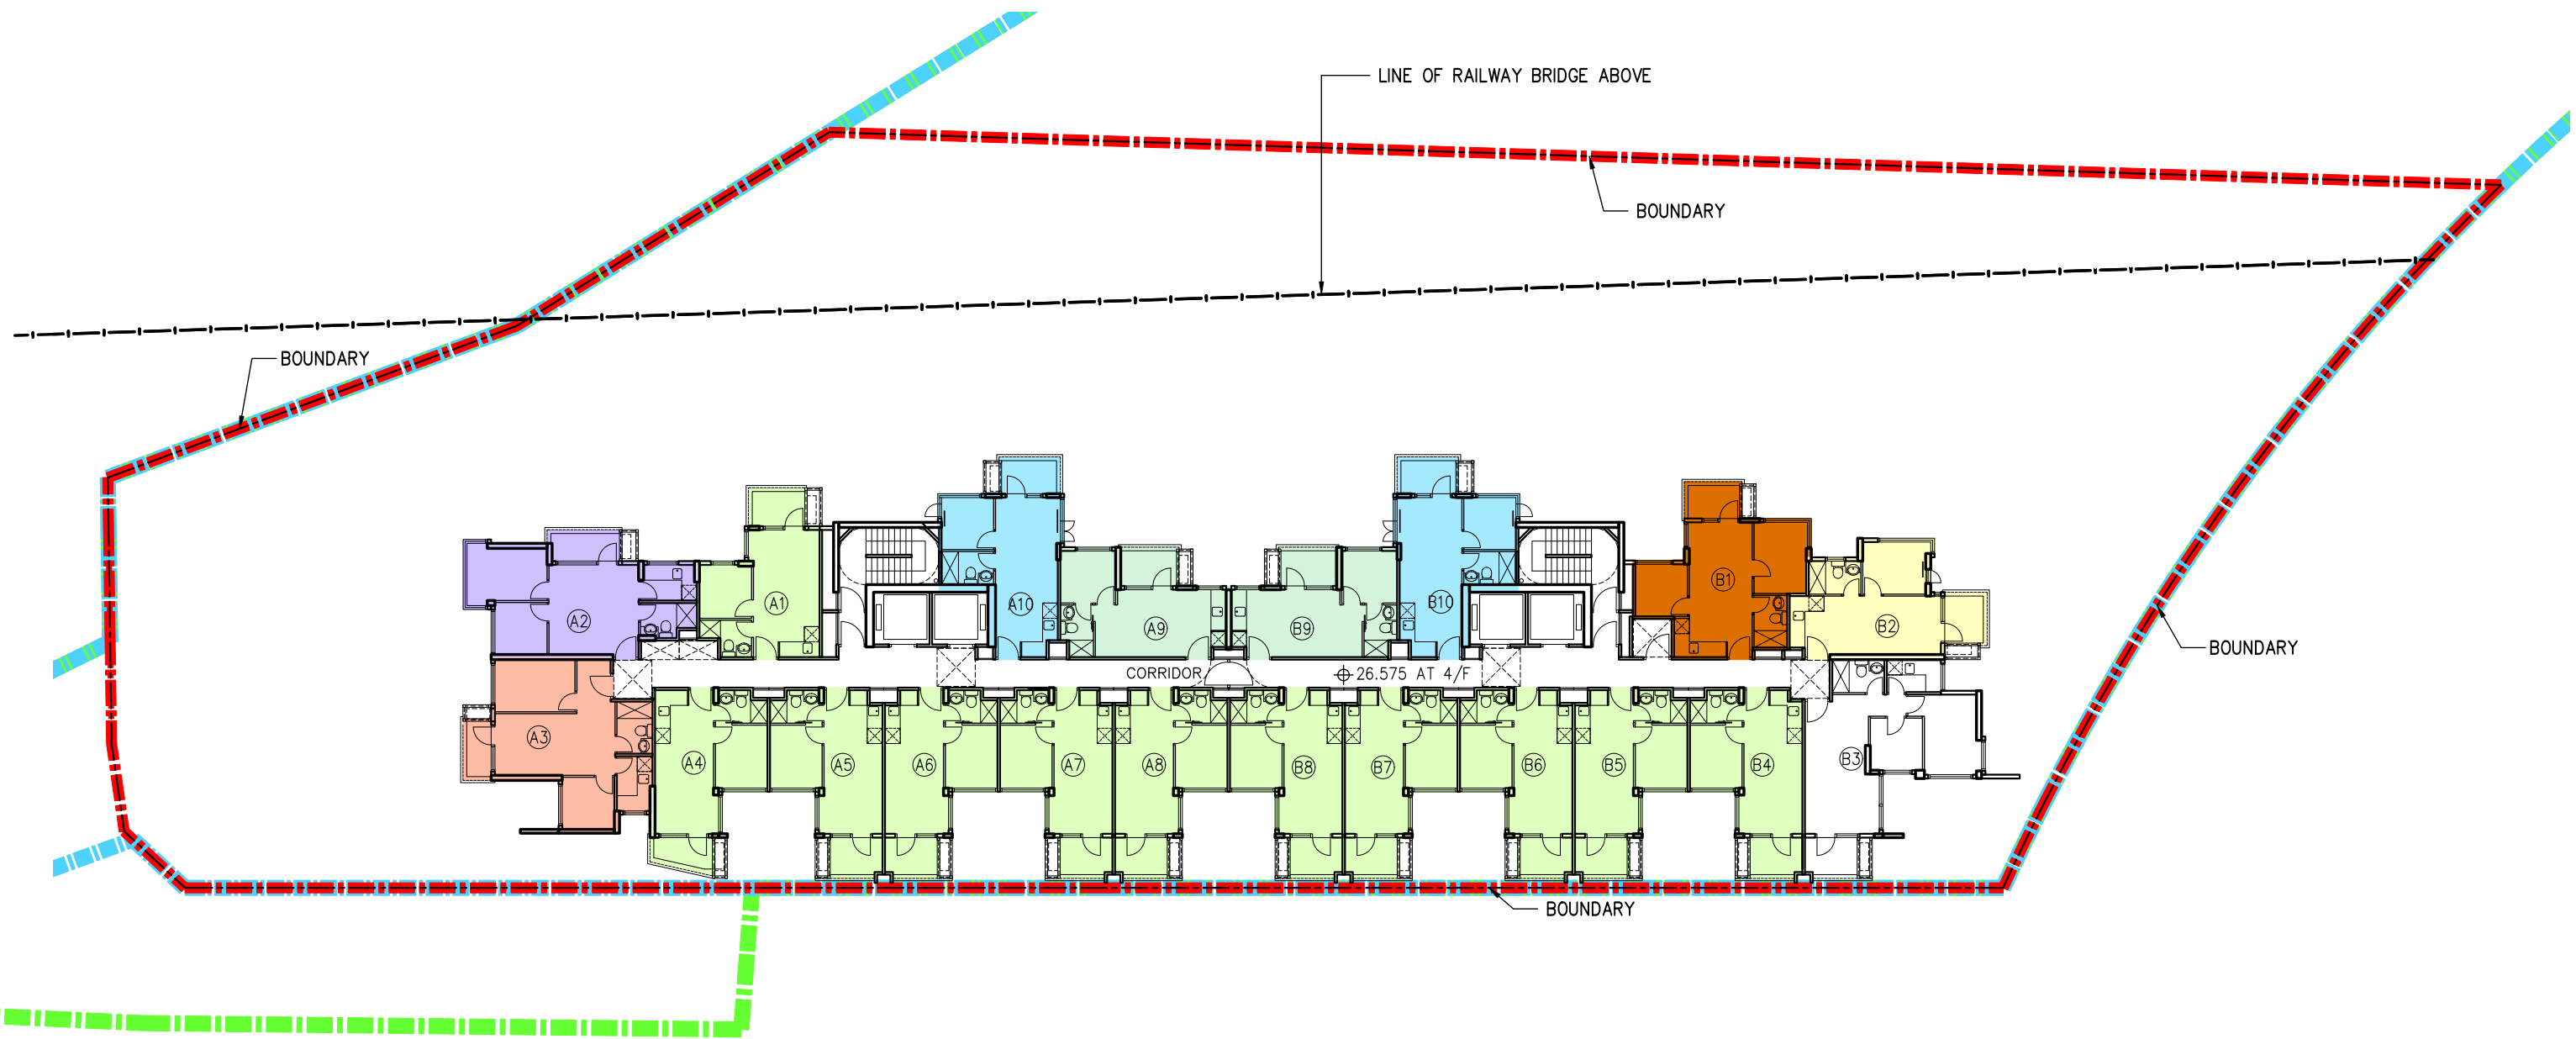 LINE OF RAILWAY BRIDGE ABOVE
BOUNDARY
BOUNDARY
A10
B10
A1
A2
A9
B9
B1
B2
BOUNDARY
CORRIDOR
26.575 AT 4/F
A3
A4
A5
A6
A7
A8
B8
B7
B6
B5
B4
B3
BOUNDARY